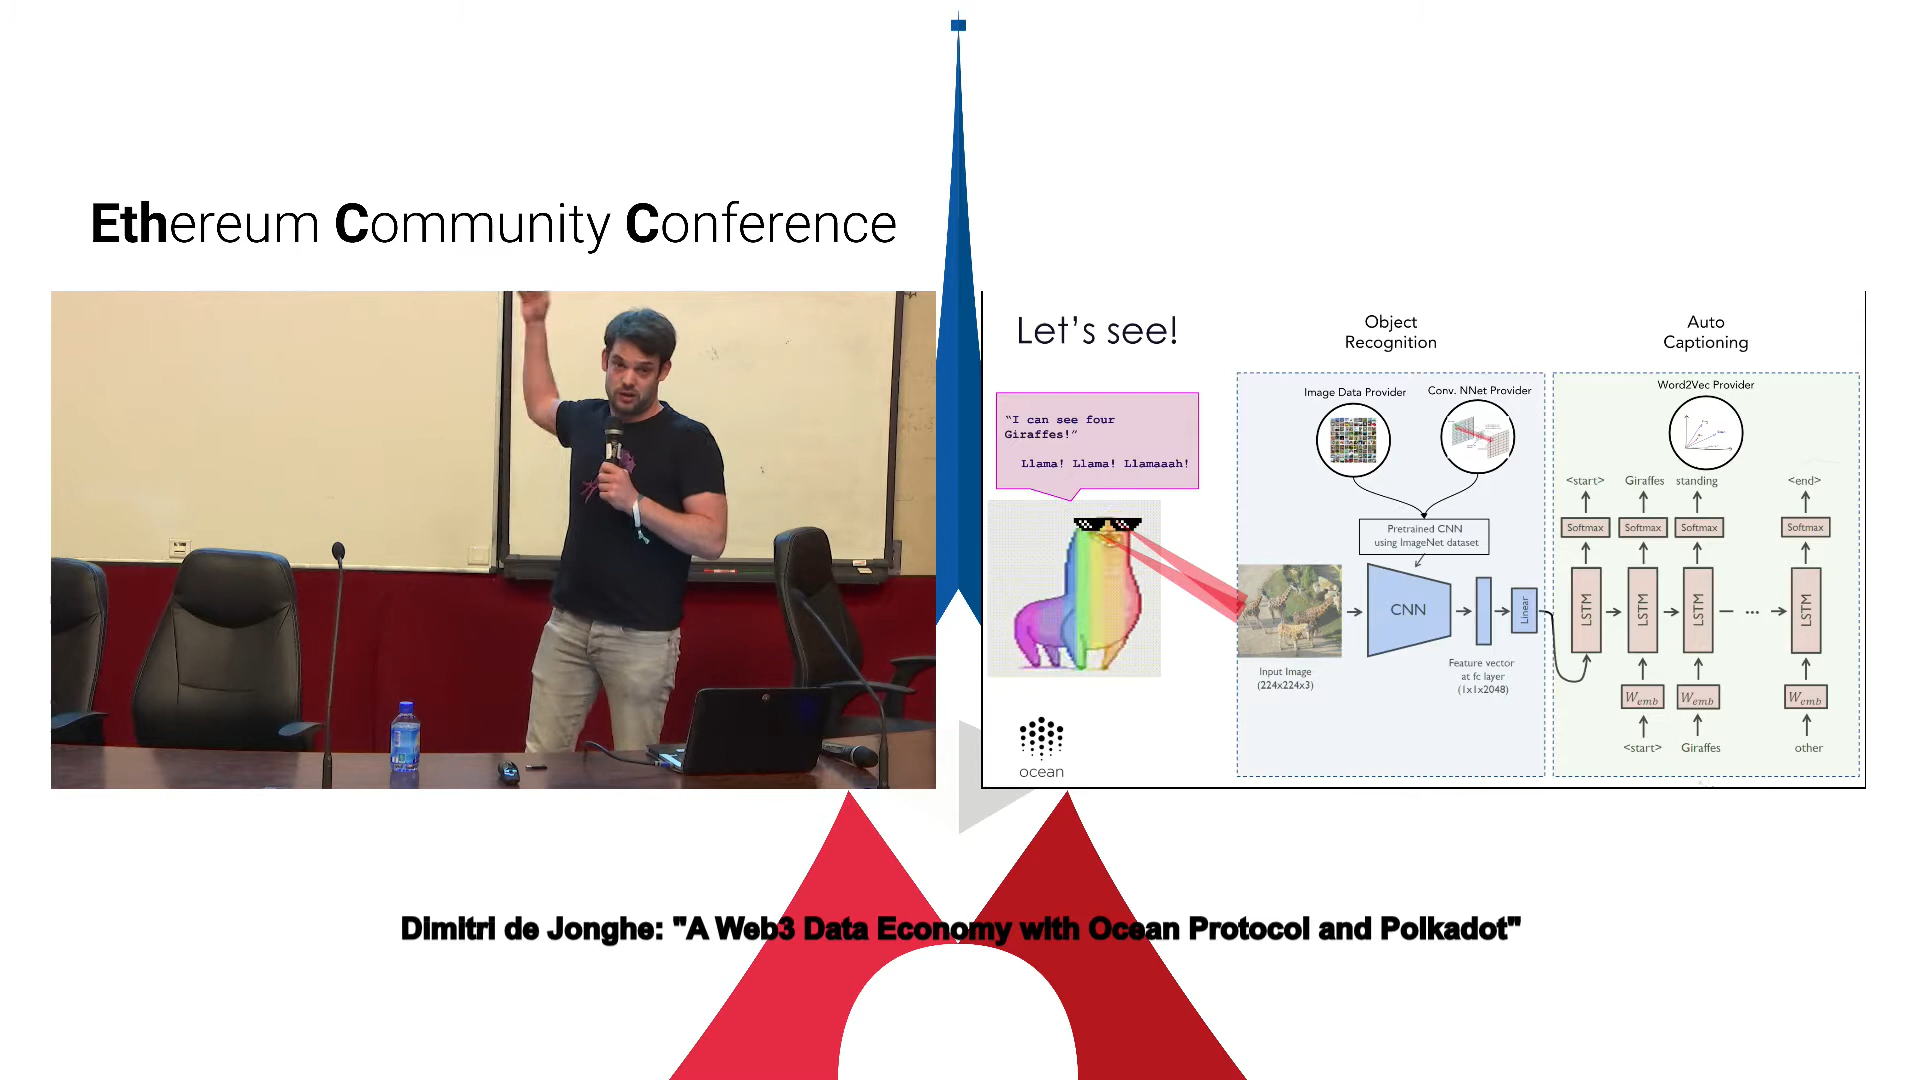 Ethereum Community Conference
Let's see!
"I can see four
Giraffes!"
Llama! Llama! Llamaaah!
ocean
Object
Recognition
Image Data Provider
Conv. NNet Provider
Pretrained CNN
using ImageNet dataset
CNN
Linear
Input Image
(224x224x3)
Feature vector
at fc layer
(1x1x2048)
Auto
Captioning
Word2Vec Provider
<start> Giraffes standing <end>
Softmax Softmax Softmax Softmax
LSTM LSTM LSTM ... LSTM
Wemb Wemb Wemb
<start> Giraffes other
Dimitri de Jonghe: "A Web3 Data Economy with Ocean Protocol and Polkadot"